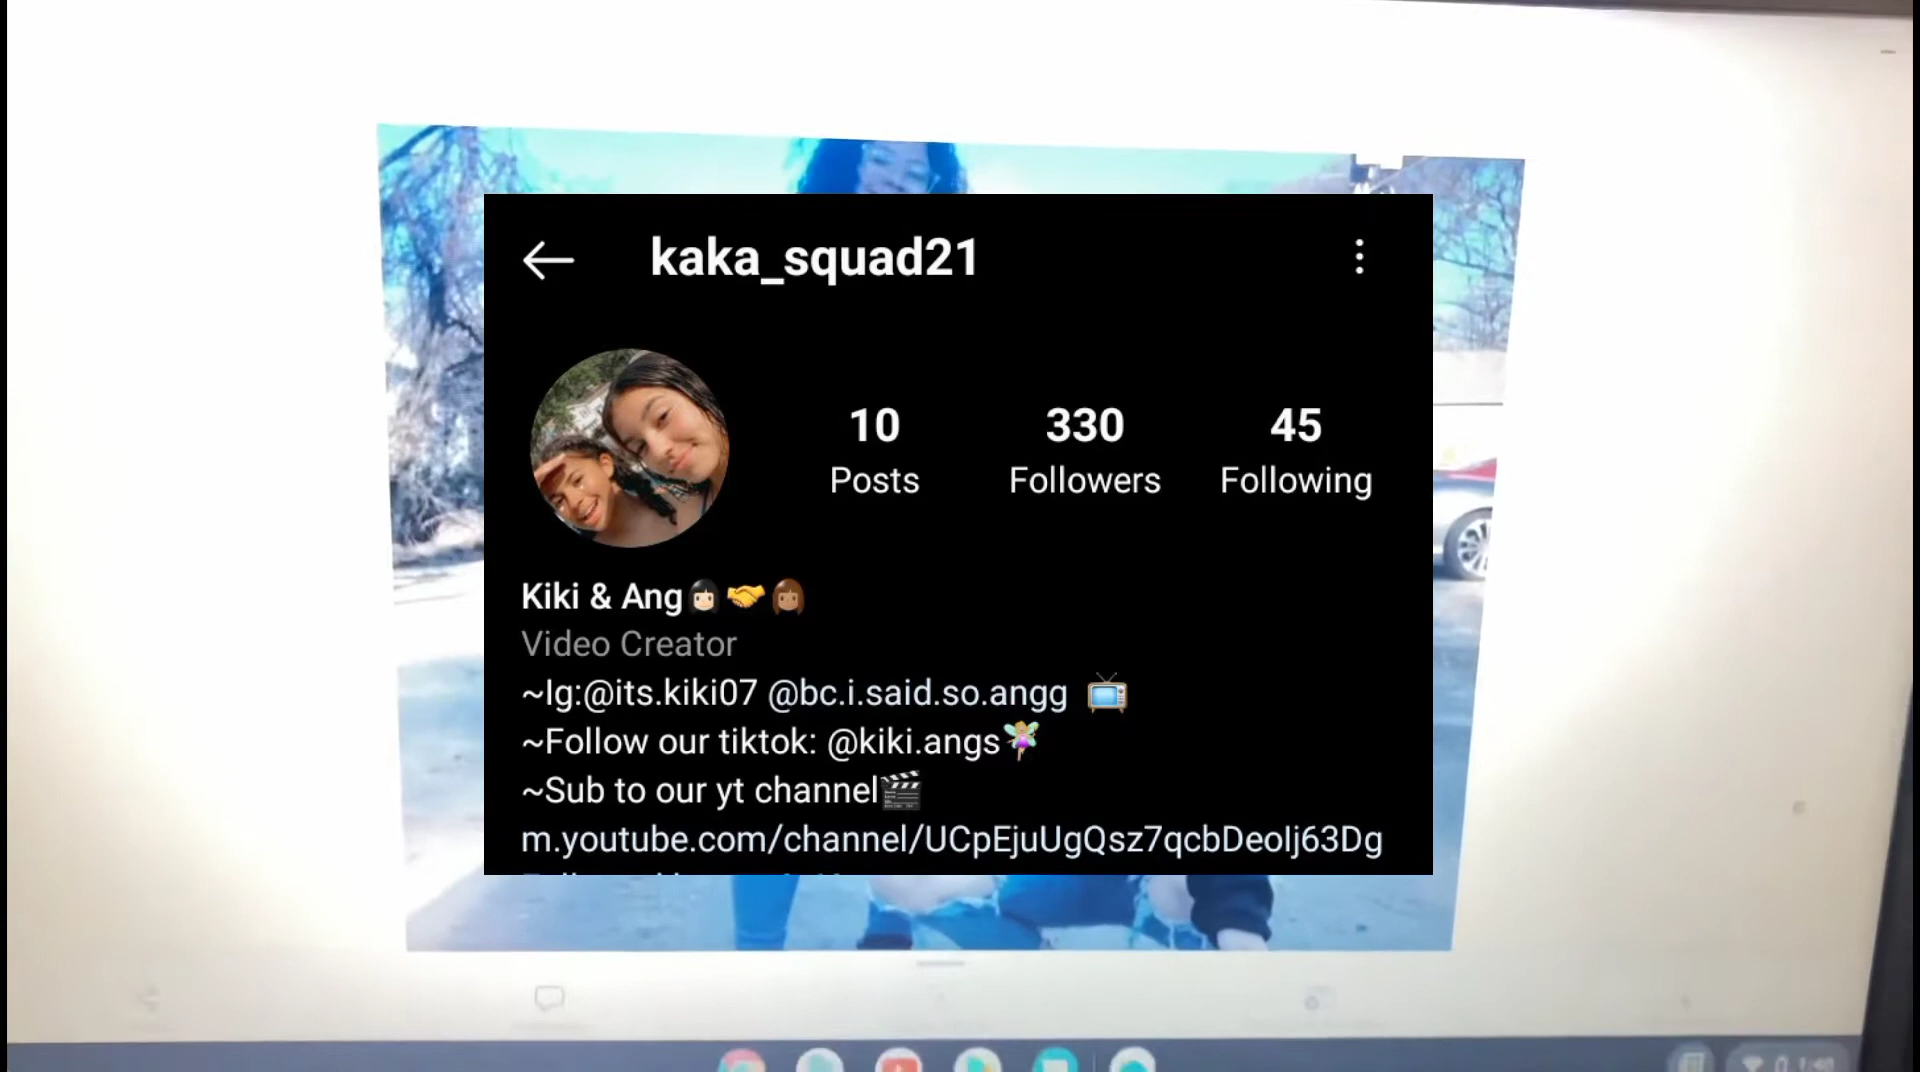 kaka_squad21
10 330 45
Posts Followers Following
Kiki & Ang👩🏻🤝👩🏽
Video Creator
~Ig:@its.kiki07 @bc.i.said.so.angg 📺
~Follow our tiktok: @kiki.angs🧚🏼‍♀️
~Sub to our yt channel🎬
m.youtube.com/channel/UCpEjuUgQsz7qcbDeoIj63Dg